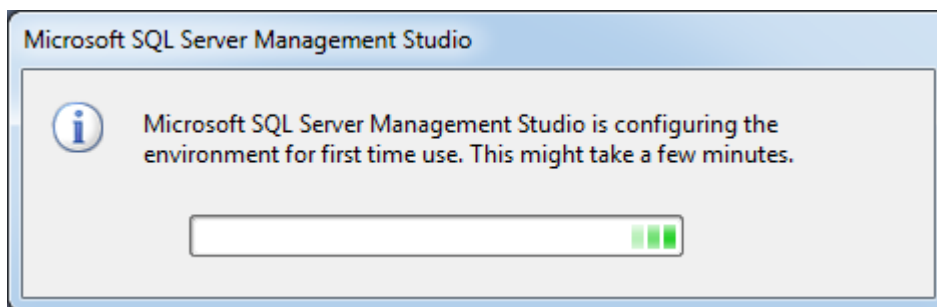 Microsoft SQL Server Management Studio
Microsoft SQL Server Management Studio is configuring the
environment for first time use. This might take a few minutes.